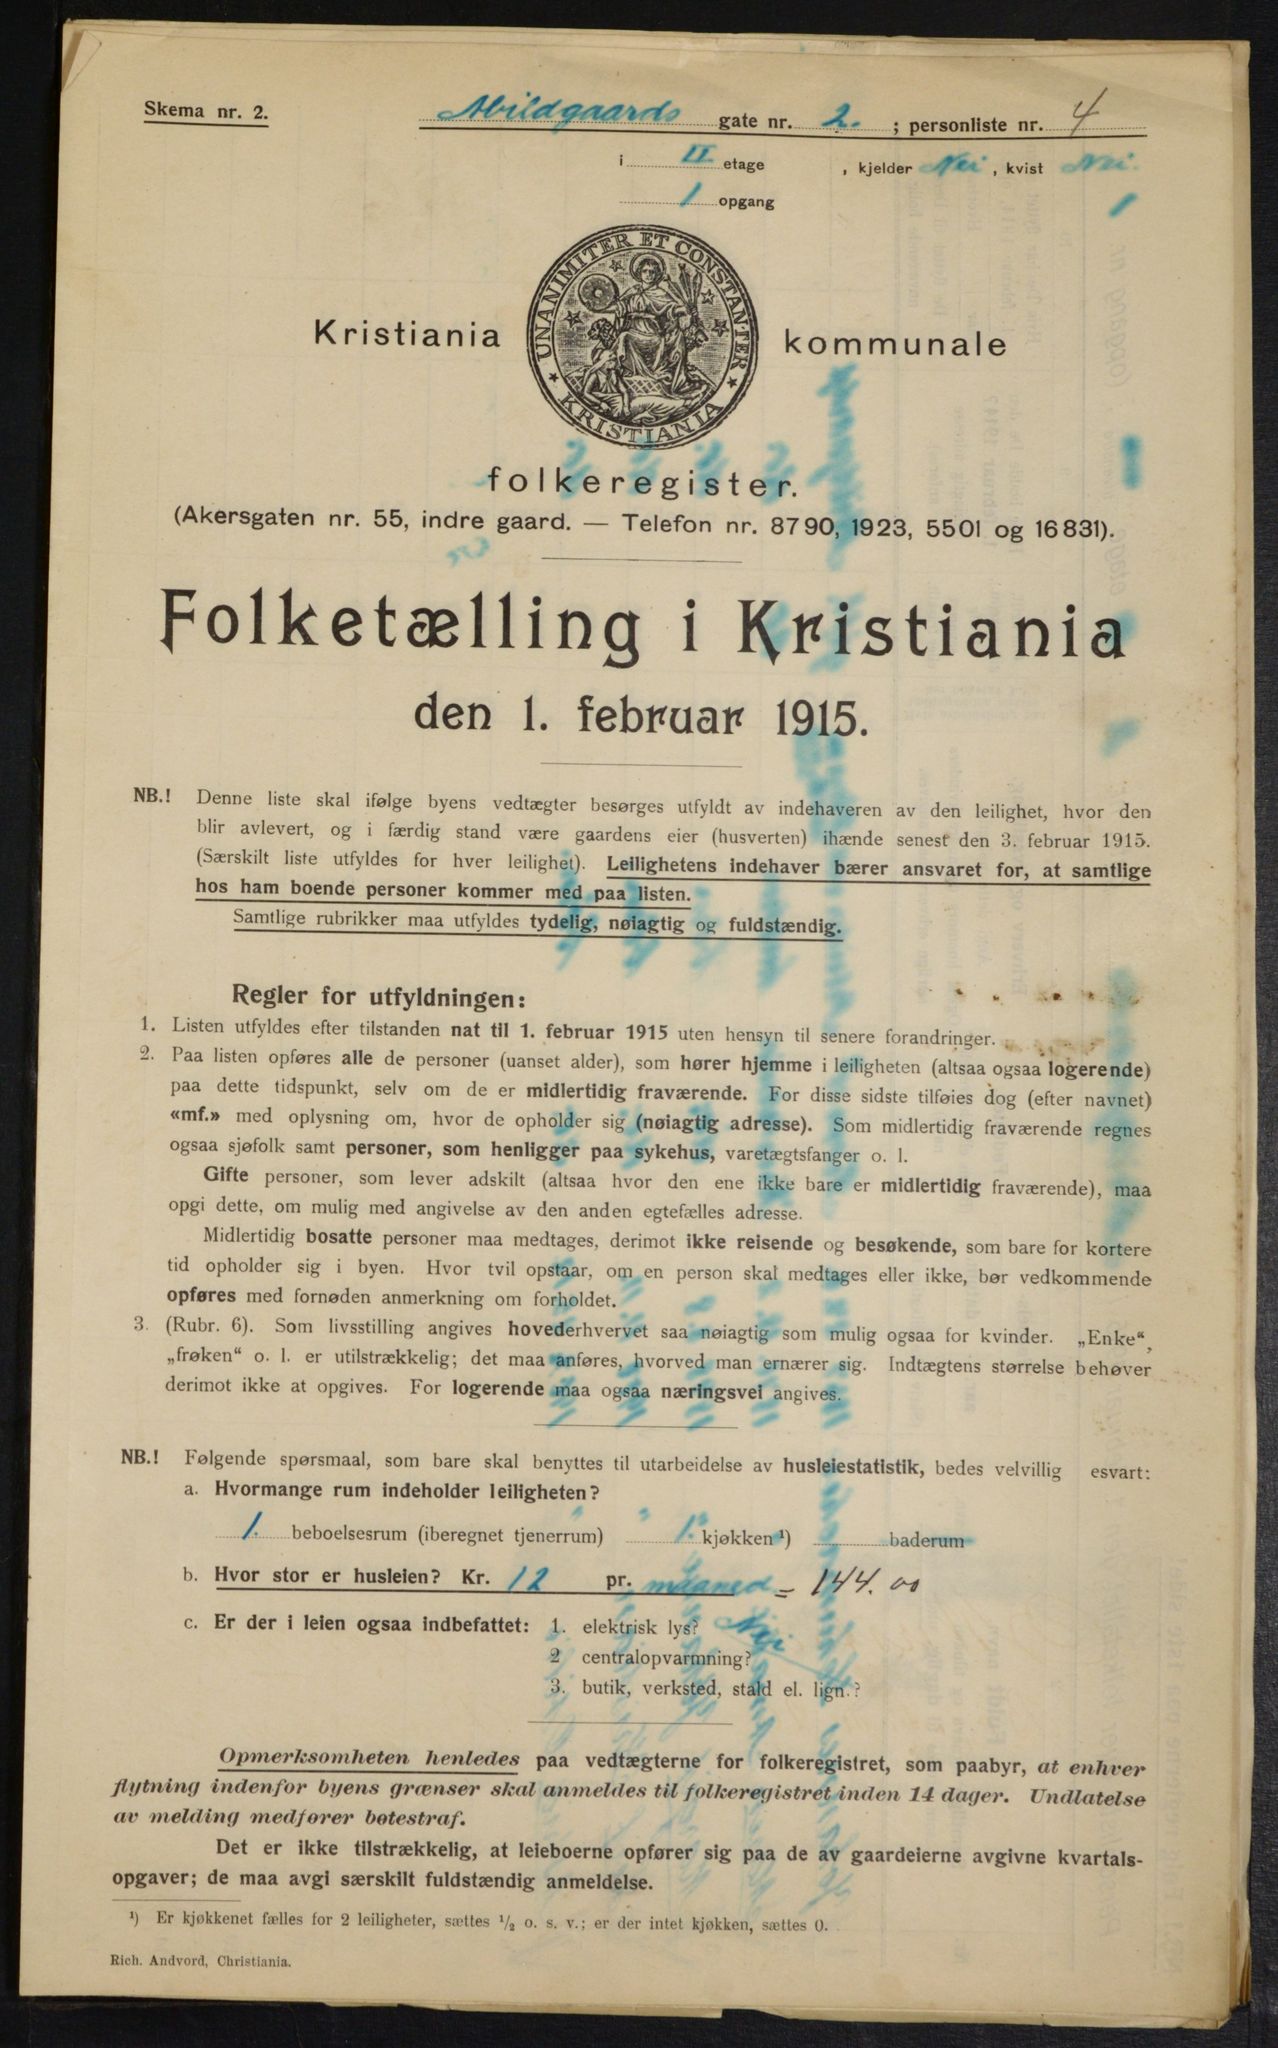 Skema nr. 2.
Abildgaards gate nr. 2. ; personliste nr. 4
i II etage , kjelder Nei , kvist Nei.
1 opgang
1
UNANIMITER ET CONSTANTER
KRISTIANIA
Kristiania kommunale
folkeregister.
(Akersgaten nr. 55, indre gaard. — Telefon nr. 8790, 1923, 5501 og 16831).
Folketælling i Kristiania
den 1. februar 1915.
NB.! Denne liste skal ifølge byens vedtægter besørges utfyldt av indehaveren av den leilighet, hvor den
blir avlevert, og i færdig stand være gaardens eier (husverten) ihænde senest den 3. februar 1915.
(Særskilt liste utfyldes for hver leilighet). Leilighetens indehaver bærer ansvaret for, at samtlige
hos ham boende personer kommer med paa listen.
Samtlige rubrikker maa utfyldes tydelig, nøiagtig og fuldstændig.
Regler for utfyldningen:
1. Listen utfyldes efter tilstanden nat til 1. februar 1915 uten hensyn til senere forandringer.
2. Paa listen opføres alle de personer (uanset alder), som hører hjemme i leiligheten (altsaa ogsaa logerende)
paa dette tidspunkt, selv om de er midlertidig fraværende. For disse sidste tilføies dog (efter navnet)
«mf.» med oplysning om, hvor de opholder sig (nøiagtig adresse). Som midlertidig fraværende regnes
ogsaa sjøfolk samt personer, som henligger paa sykehus, varetægtsfanger o. l.
Gifte personer, som lever adskilt (altsaa hvor den ene ikke bare er midlertidig fraværende), maa
opgi dette, om mulig med angivelse av den anden egtefælles adresse.
Midlertidig bosatte personer maa medtages, derimot ikke reisende og besøkende, som bare for kortere
tid opholder sig i byen. Hvor tvil opstaar, om en person skal medtages eller ikke, bør vedkommende
opføres med fornøden anmerkning om forholdet.
3. (Rubr. 6). Som livsstilling angives hovederhvervet saa nøiagtig som mulig ogsaa for kvinder. „Enke“,
„frøken“ o. l. er utilstrækkelig; det maa anføres, hvorved man ernærer sig. Indtægtens størrelse behøver
derimot ikke at opgives. For logerende maa ogsaa næringsvei angives.
NB.! Følgende spørsmaal, som bare skal benyttes til utarbeidelse av husleiestatistik, bedes velvillig esvart:
a. Hvormange rum indeholder leiligheten?
1. beboelsesrum (iberegnet tjenerrum) 1. kjøkken ¹) baderum
b. Hvor stor er husleien? Kr. 12 pr. maaned = 144.00
c. Er der i leien ogsaa indbefattet: 1. elektrisk lys? Nei
2 centralopvarmning?
3. butik, verksted, stald el. lign.?
Opmerksomheten henledes paa vedtægterne for folkeregistret, som paabyr, at enhver
flytning indenfor byens grænser skal anmeldes til folkeregistret inden 14 dager. Undlatelse
av melding medfører bøtestraf.
Det er ikke tilstrækkelig, at leieboerne opfører sig paa de av gaardeierne avgivne kvartals-
opgaver; de maa avgi særskilt fuldstændig anmeldelse.
¹) Er kjøkkenet fælles for 2 leiligheter, sættes ¹/₂ o. s. v.; er der intet kjøkken, sættes 0.
Rich. Andvord, Christiania.